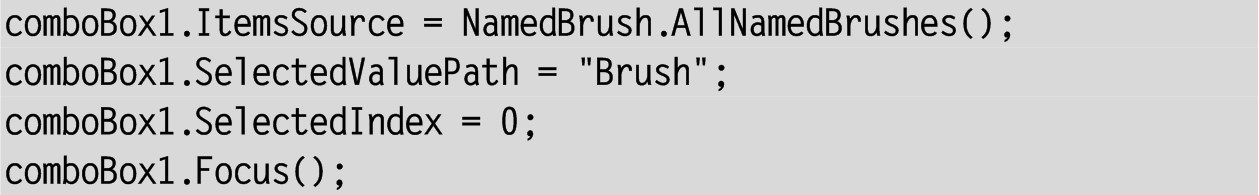 comboBox1.ItemsSource = NamedBrush.AllNamedBrushes();
comboBox1.SelectedValuePath = "Brush";
comboBox1.SelectedIndex = 0;
comboBox1.Focus();